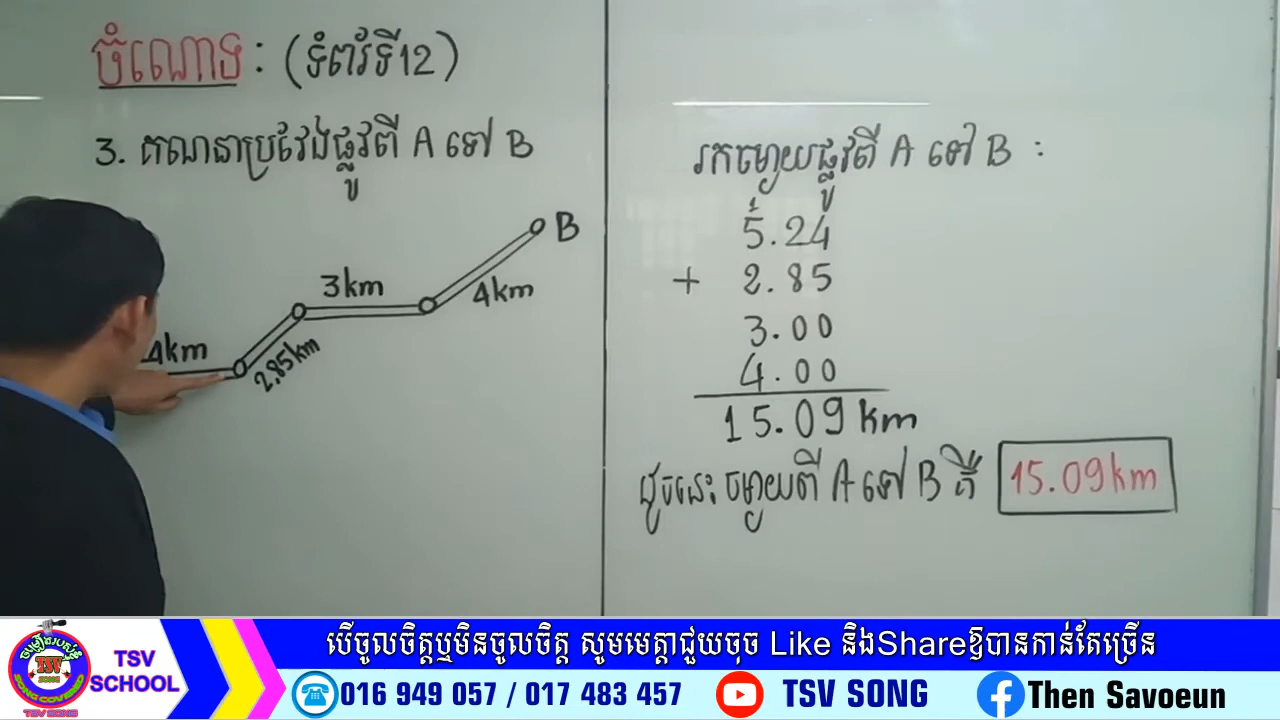 ចំណោទ : (ទំព័រទី12)
3. គណនាប្រវែងផ្លូវពី A ទៅ B
B
3km
4km
4km
2.85km
រកចម្ងាយផ្លូវពី A ទៅ B :
1
5.24
+ 2.85
3.00
4.00
15.09 km
ដូចនេះ ចម្ងាយពី A ទៅ B គឺ 15.09km
បើចូលចិត្តឬមិនចូលចិត្ត សូមមេត្តាជួយចុច Like និងShareឱបានកាន់តែច្រើន
TSV
SONG
TSV SONG
TSV
SCHOOL
016 949 057 / 017 483 457
TSV SONG
Then Savoeun